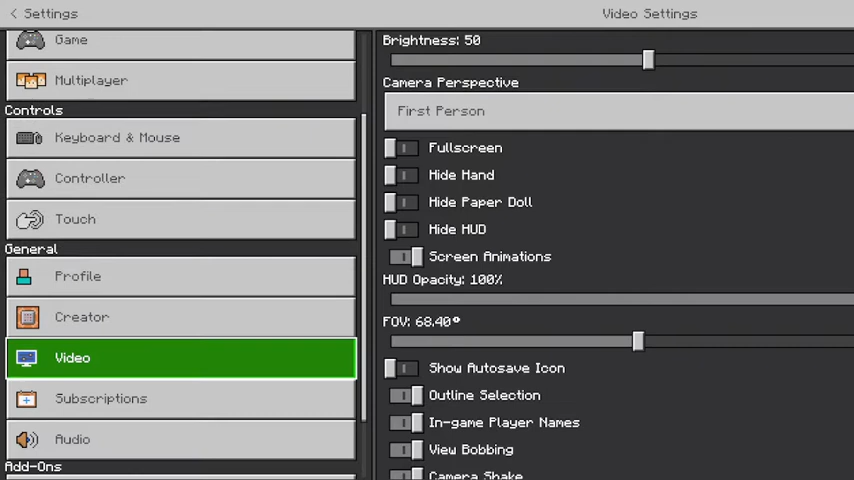 < Settings
Video Settings
Game
Multiplayer
Controls
Keyboard & Mouse
Controller
Touch
General
Profile
Creator
Video
Subscriptions
Audio
Add-Ons
Brightness: 50
Camera Perspective
First Person
Fullscreen
Hide Hand
Hide Paper Doll
Hide HUD
Screen Animations
HUD Opacity: 100%
FOV: 68.40°
Show Autosave Icon
Outline Selection
In-game Player Names
View Bobbing
Camera Shake